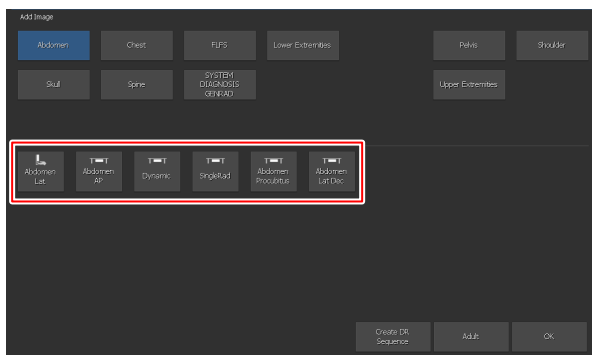 Add Image
Abdomen
Chest
FLFS
Lower Extremities
Pelvis
Shoulder
Skull
Spine
SYSTEM
DIAGNOSIS
GENRAD
Upper Extremities
Abdomen
Lat
Abdomen
AP
Dynamic
SingleRad
Abdomen
Procubitus
Abdomen
Lat Dec
Create DR
Sequence
Adult
OK